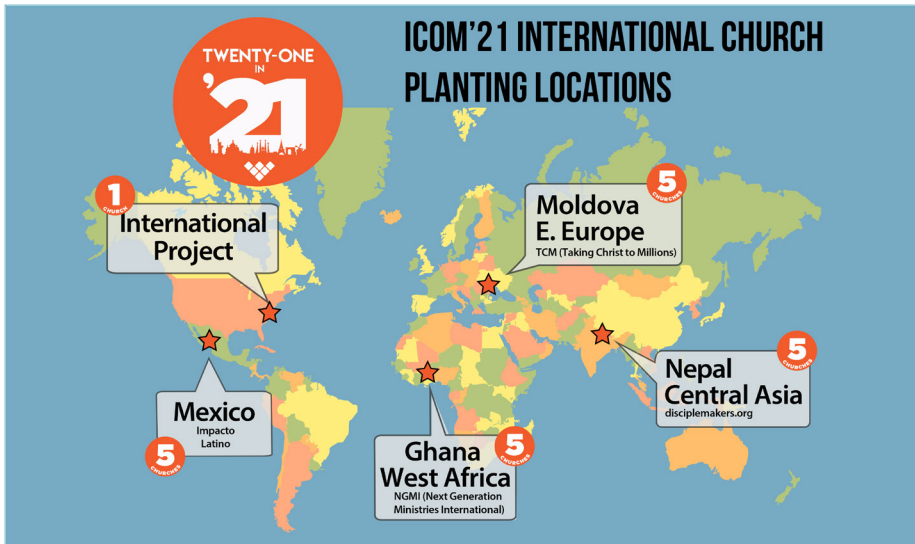 TWENTY-ONE
IN
'21
ICOM'21 INTERNATIONAL CHURCH
PLANTING LOCATIONS
1
CHURCH
International
Project
5
CHURCHES
Moldova
E. Europe
TCM (Taking Christ to Millions)
5
CHURCHES
Nepal
Central Asia
disciplemakers.org
Mexico
Impacto
Latino
5
CHURCHES
5
CHURCHES
Ghana
West Africa
NGMI (Next Generation
Ministries International)